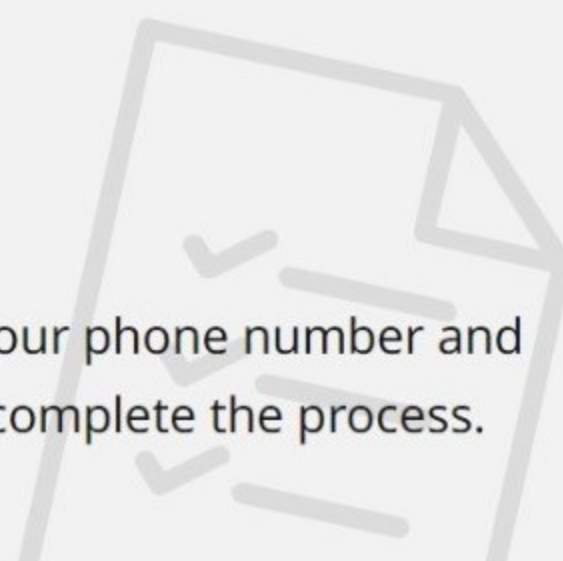 our phone number and
complete the process.